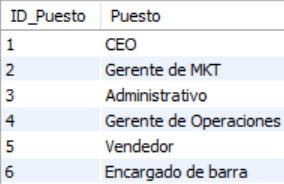 ID_Puesto Puesto
1 CEO
2 Gerente de MKT
3 Administrativo
4 Gerente de Operaciones
5 Vendedor
6 Encargado de barra